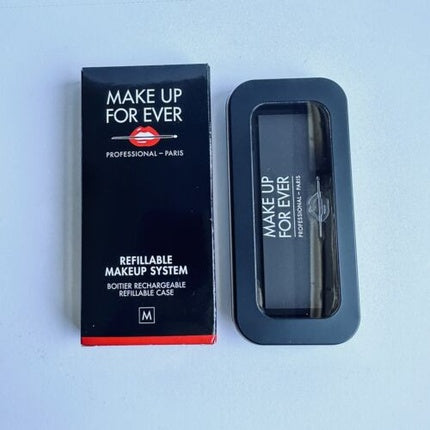 MAKE UP
FOR EVER
PROFESSIONAL – PARIS
REFILLABLE
MAKEUP SYSTEM
BOITIER RECHARGEABLE
REFILLABLE CASE
M
MAKE UP
FOR EVER
PROFESSIONAL – PARIS